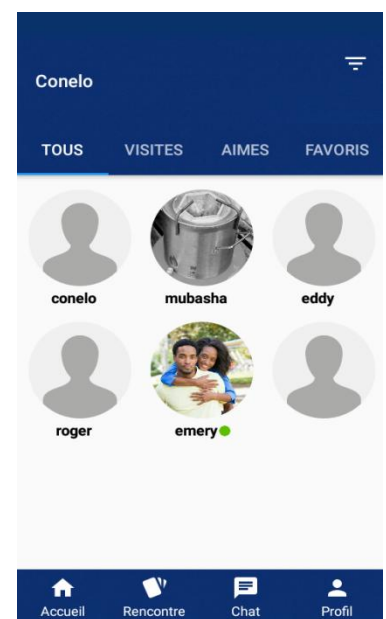 Conelo
TOUS VISITES AIMES FAVORIS
conelo mubasha eddy
roger emery
Accueil Rencontre Chat Profil